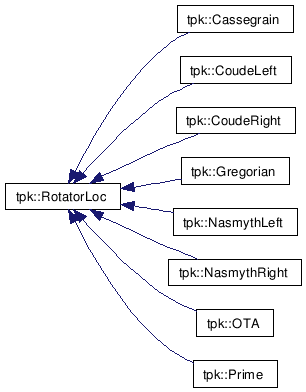 tpk::Cassegrain
tpk::CoudeLeft
tpk::CoudeRight
tpk::Gregorian
tpk::RotatorLoc
tpk::NasmythLeft
tpk::NasmythRight
tpk::OTA
tpk::Prime